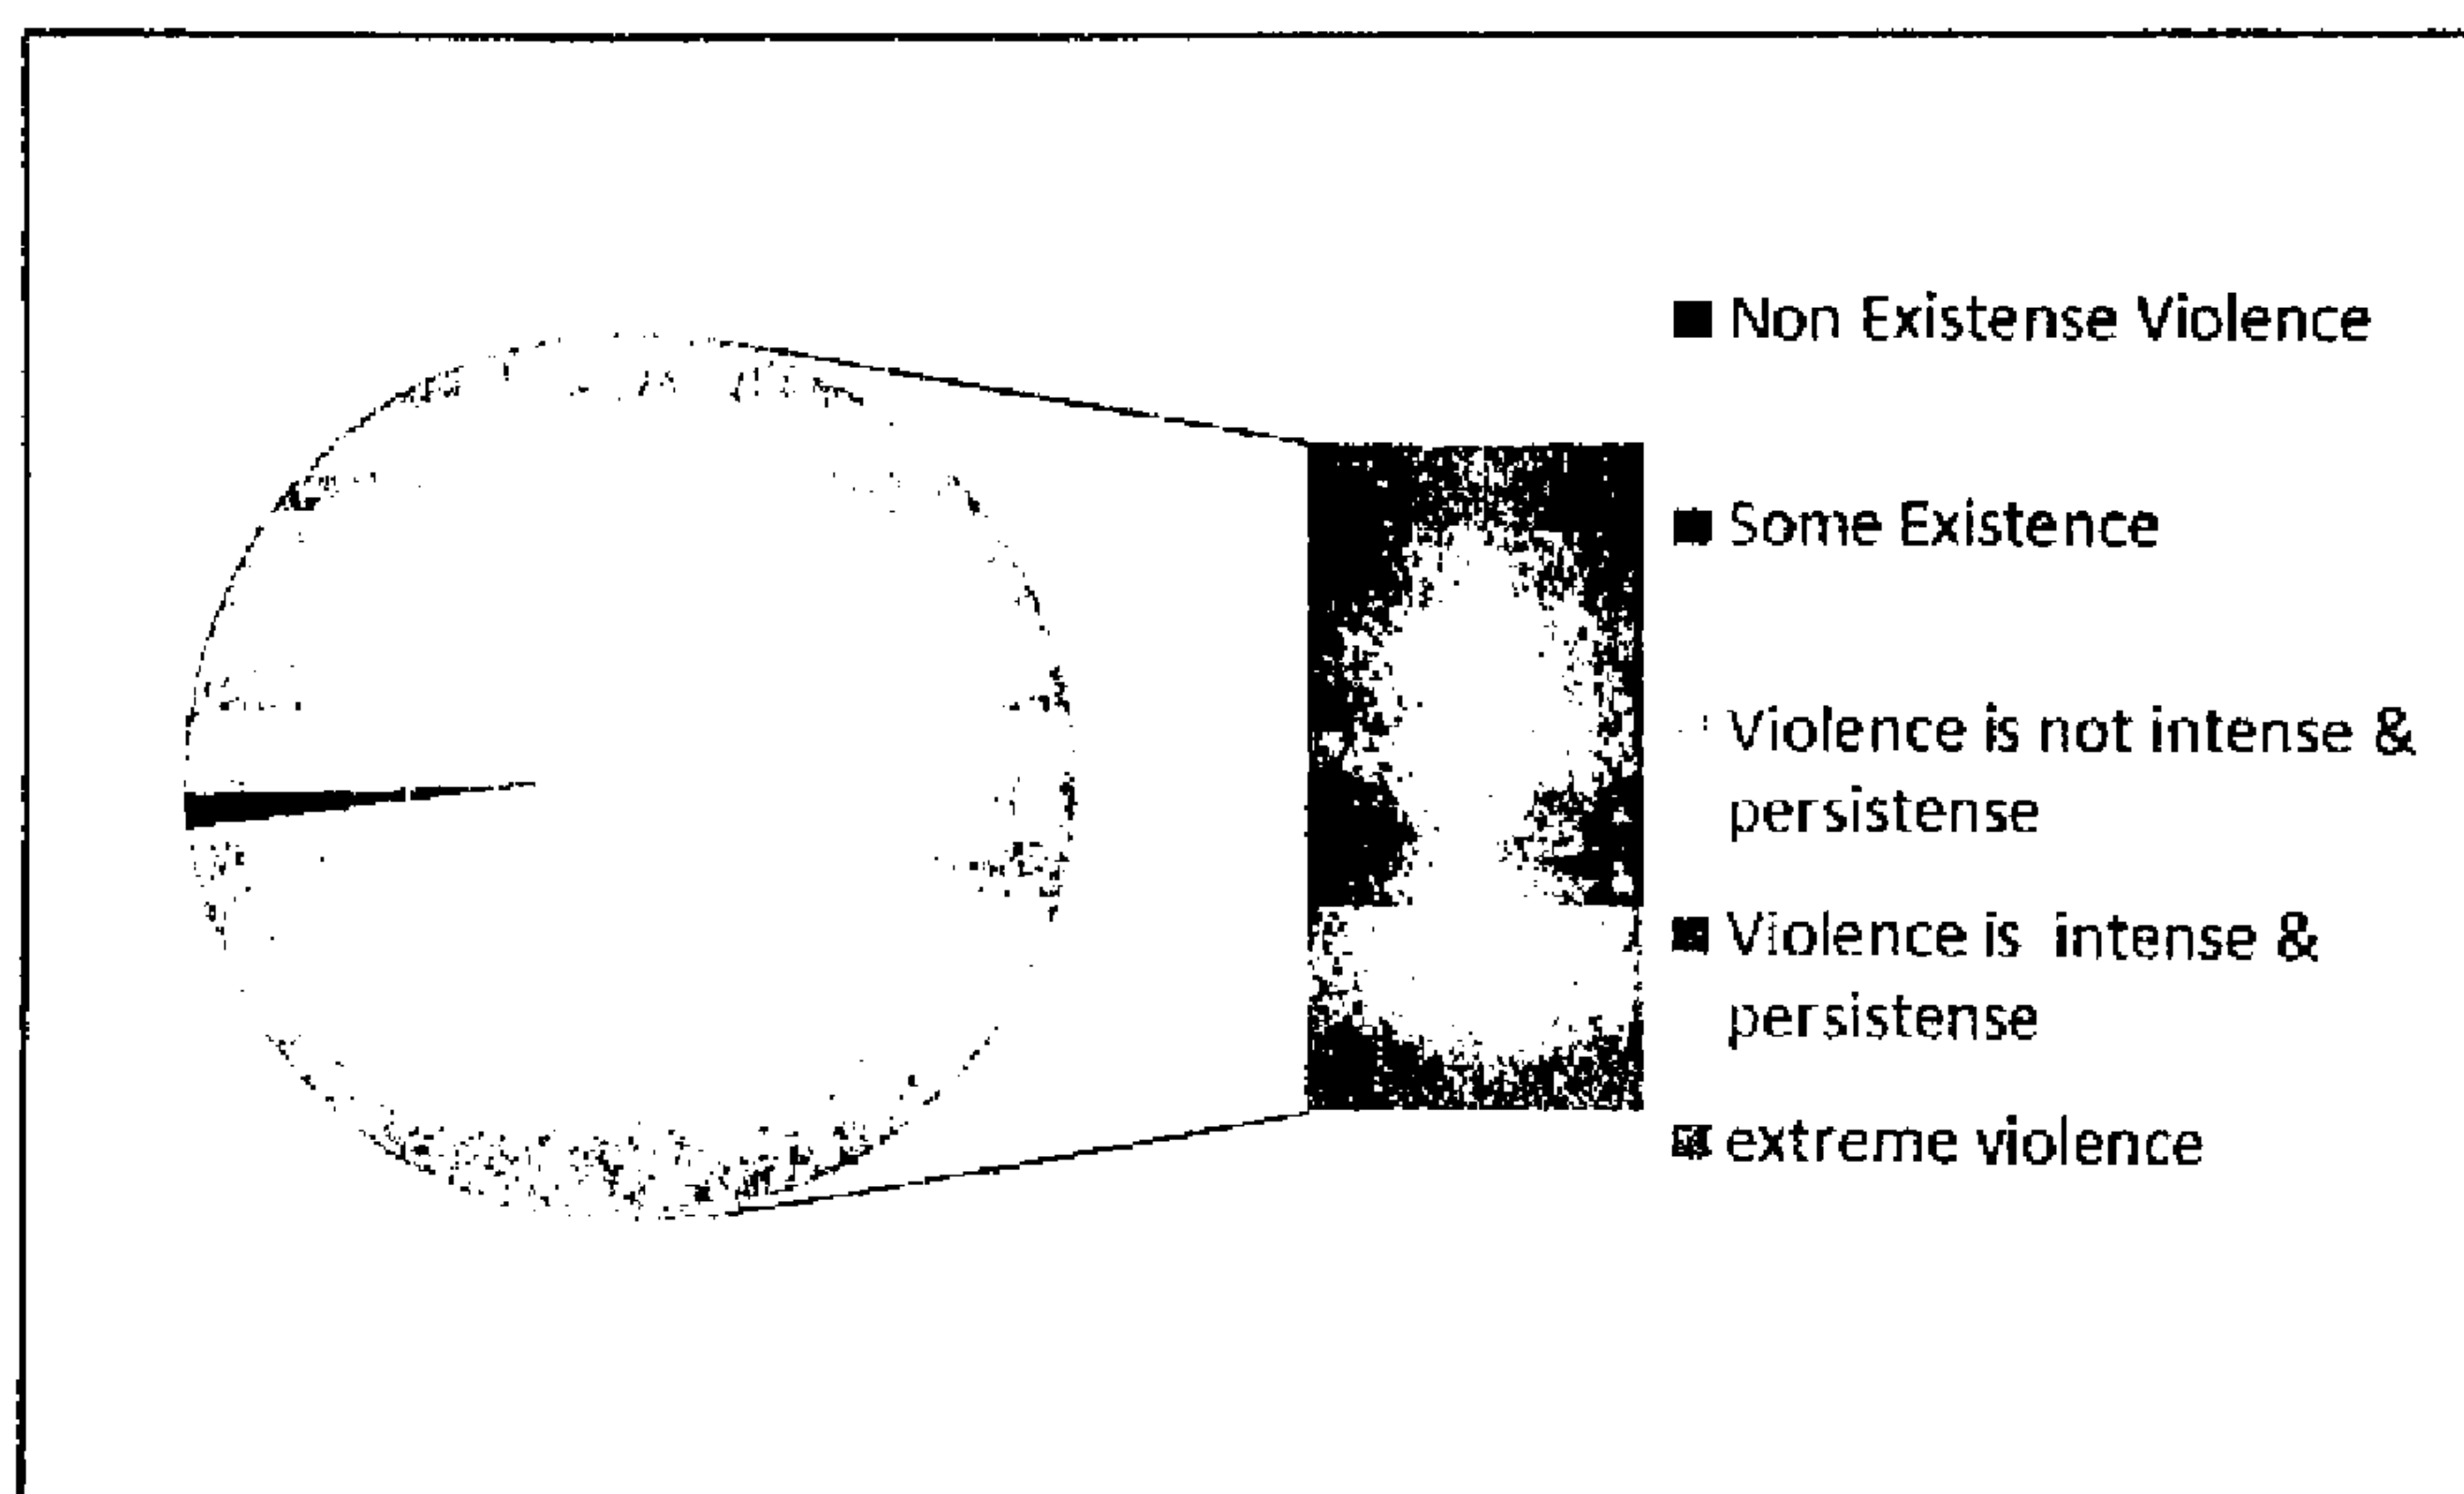 Non Existense Violence
Some Existence
Violence is not intense &
persistense
Violence is intense &
persistense
extreme violence